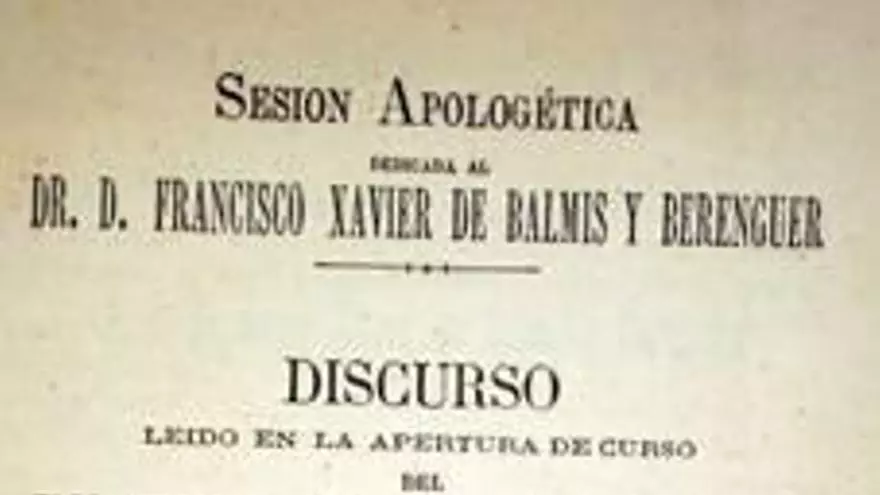 SESION APOLOGÉTICA
DEDICADA AL
DR. D. FRANCISCO XAVIER DE BALMIS Y BERENGUER
DISCURSO
LEIDO EN LA APERTURA DE CURSO
DEL